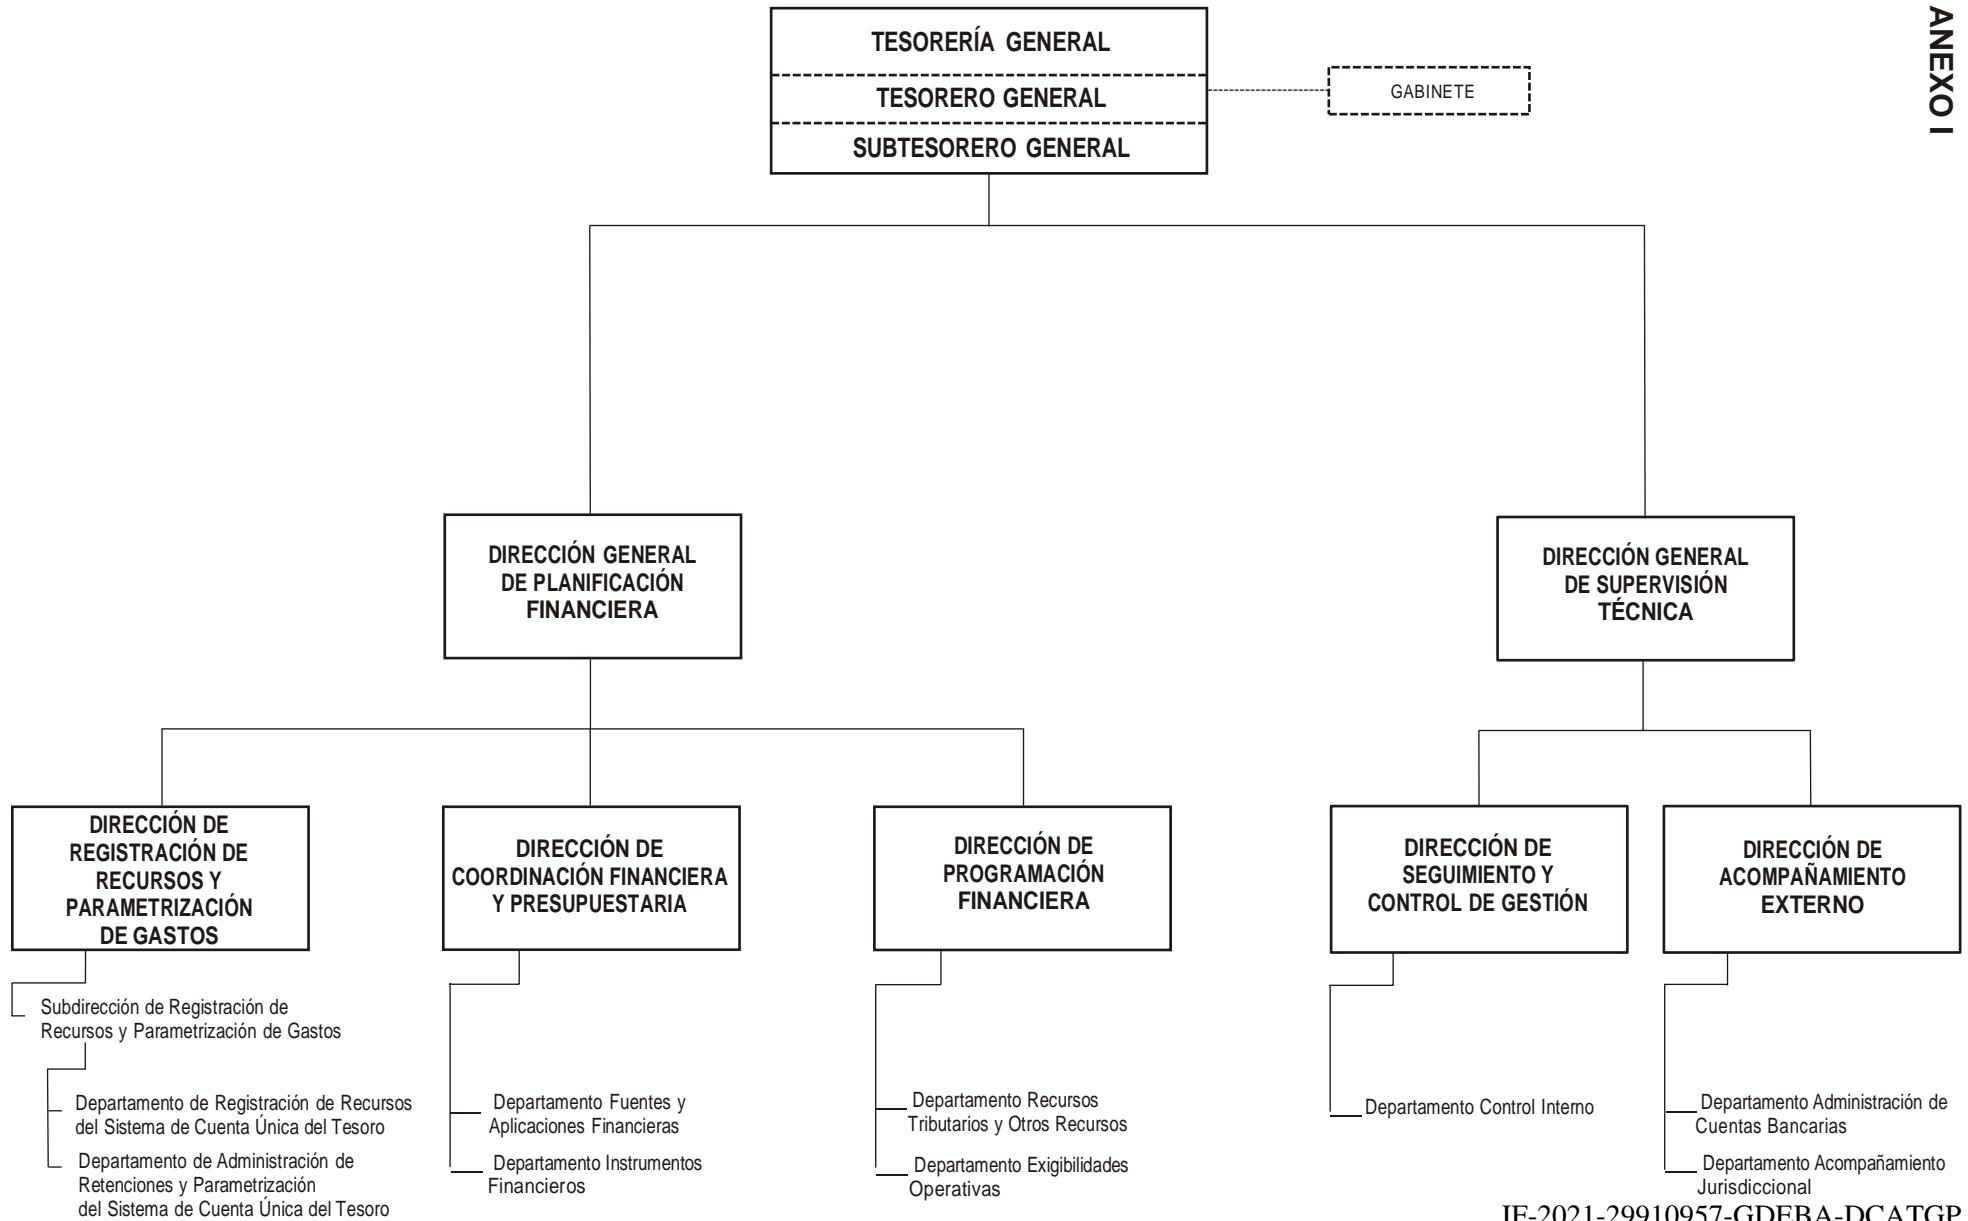 ANEXO I
TESORERÍA GENERAL
TESORERO GENERAL
SUBTESORERO GENERAL
GABINETE
DIRECCIÓN GENERAL
DE PLANIFICACIÓN
FINANCIERA
DIRECCIÓN GENERAL
DE SUPERVISIÓN
TÉCNICA
DIRECCIÓN DE
REGISTRACIÓN DE
RECURSOS Y
PARAMETRIZACIÓN
DE GASTOS
DIRECCIÓN DE
COORDINACIÓN FINANCIERA
Y PRESUPUESTARIA
DIRECCIÓN DE
PROGRAMACIÓN
FINANCIERA
DIRECCIÓN DE
SEGUIMIENTO Y
CONTROL DE GESTIÓN
DIRECCIÓN DE
ACOMPAÑAMIENTO
EXTERNO
Subdirección de Registración de
Recursos y Parametrización de Gastos
Departamento de Registración de Recursos
del Sistema de Cuenta Única del Tesoro
Departamento de Administración de
Retenciones y Parametrización
del Sistema de Cuenta Única del Tesoro
Departamento Fuentes y
Aplicaciones Financieras
Departamento Instrumentos
Financieros
Departamento Recursos
Tributarios y Otros Recursos
Departamento Exigibilidades
Operativas
Departamento Control Interno
Departamento Administración de
Cuentas Bancarias
Departamento Acompañamiento
Jurisdiccional
IF-2021-29910957-GDEBA-DCATGP